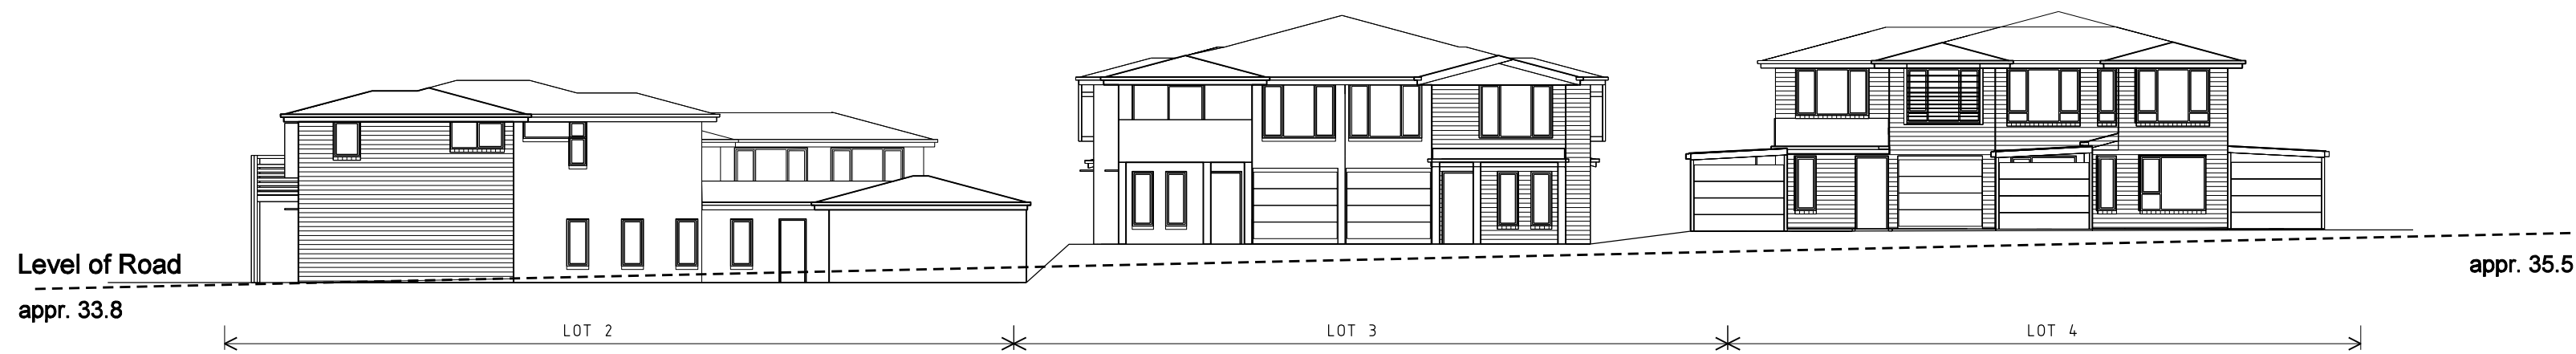 Level of Road
appr. 33.8
appr. 35.5
LOT 2
LOT 3
LOT 4